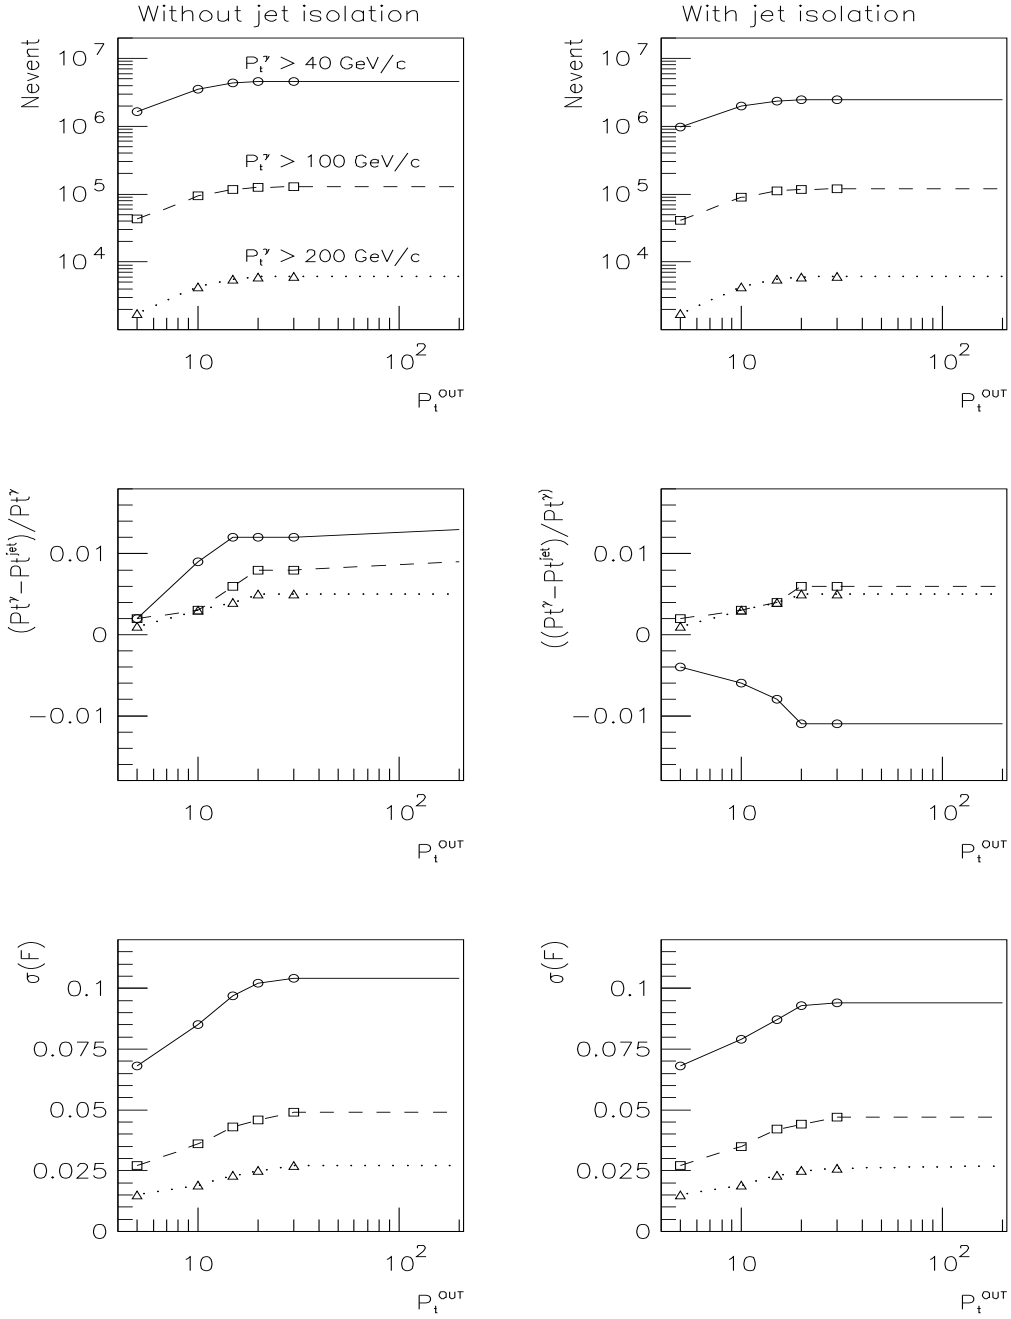 Without jet isolation
With jet isolation
Nevent
10^7
10^6
10^5
10^4
P_t^γ > 40 GeV/c
P_t^γ > 100 GeV/c
P_t^γ > 200 GeV/c
10
10^2
P_t^OUT
Nevent
10^7
10^6
10^5
10^4
10
10^2
P_t^OUT
(Pt^γ−Pt^jet)/Pt^γ
0.01
0
−0.01
10
10^2
P_t^OUT
((Pt^γ−Pt^jet)/Pt^γ)
0.01
0
−0.01
10
10^2
P_t^OUT
σ(F)
0.1
0.075
0.05
0.025
0
10
10^2
P_t^OUT
σ(F)
0.1
0.075
0.05
0.025
0
10
10^2
P_t^OUT